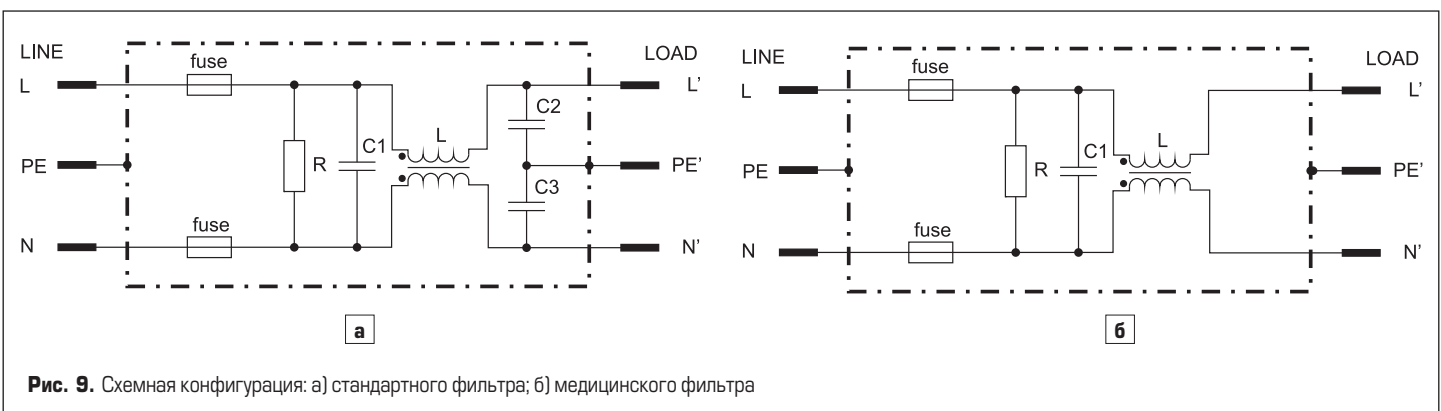 LINE
fuse
LOAD
L
L'
C2
L
C1
PE
R
PE'
C3
fuse
N
N'
а
LINE
fuse
LOAD
L
L'
L
C1
PE
R
PE'
fuse
N
N'
б
Рис. 9. Схемная конфигурация: а) стандартного фильтра; б) медицинского фильтра